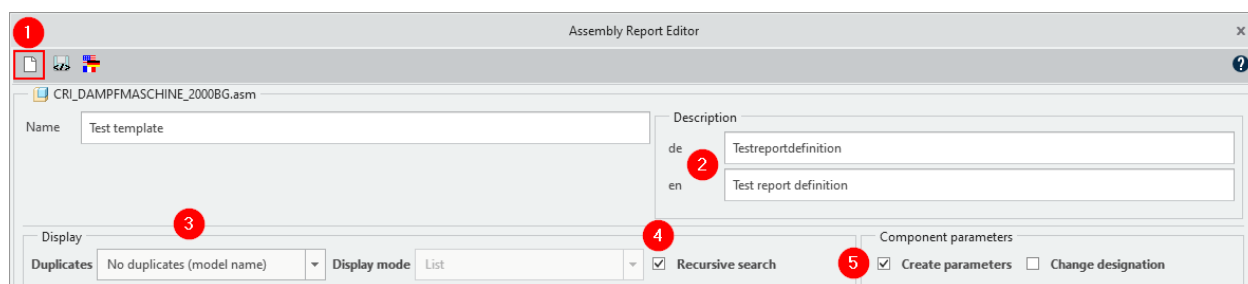 1
Assembly Report Editor
x
</>
?
CRI_DAMPFMASCHINE_2000BG.asm
Name Test template
Description
de Testreportdefinition
2
en Test report definition
3
4
Display
Component parameters
Duplicates No duplicates (model name) Display mode List Recursive search
5 Create parameters Change designation